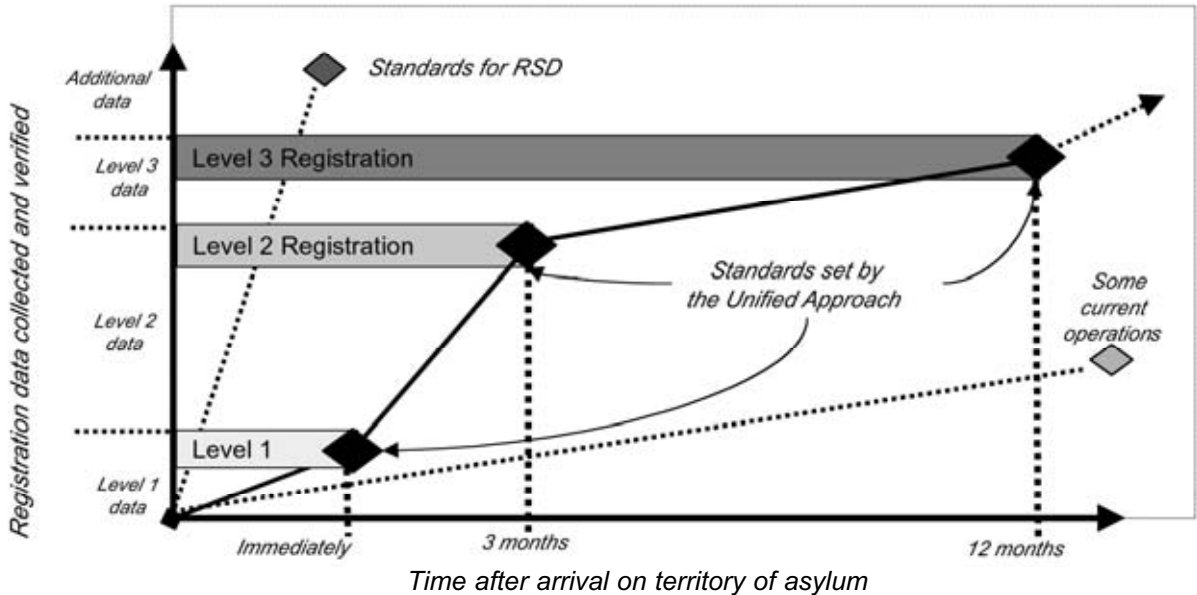 Registration data collected and verified
Additional
data
Level 3
data
Level 2
data
Level 1
data
Standards for RSD
Level 3 Registration
Level 2 Registration
Level 1
Standards set by
the Unified Approach
Some
current
operations
Immediately
3 months
12 months
Time after arrival on territory of asylum